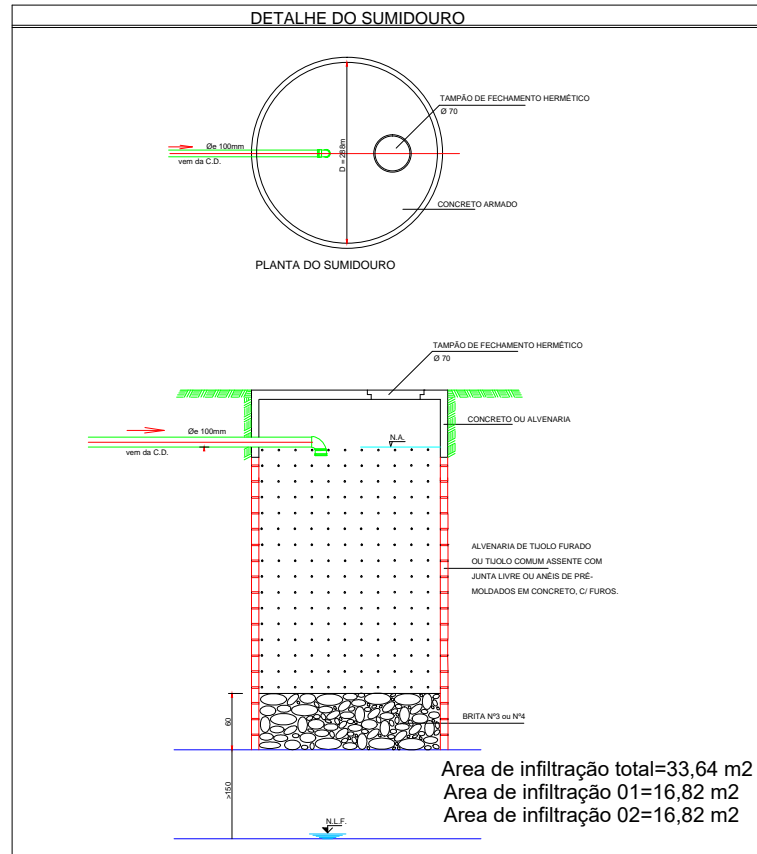 DETALHE DO SUMIDOURO
TAMPÃO DE FECHAMENTO HERMÉTICO
Ø 70
Øe 100mm
vem da C.D.
D = 288m
CONCRETO ARMADO
PLANTA DO SUMIDOURO
TAMPÃO DE FECHAMENTO HERMÉTICO
Ø 70
CONCRETO OU ALVENARIA
Øe 100mm
N.A.
vem da C.D.
ALVENARIA DE TIJOLO FURADO
OU TIJOLO COMUM ASSENTE COM
JUNTA LIVRE OU ANÉIS DE PRÉ-
MOLDADOS EM CONCRETO, C/ FUROS.
60
BRITA Nº3 ou Nº4
>150
Area de infiltração total=33,64 m2
Area de infiltração 01=16,82 m2
Area de infiltração 02=16,82 m2
N.L.F.